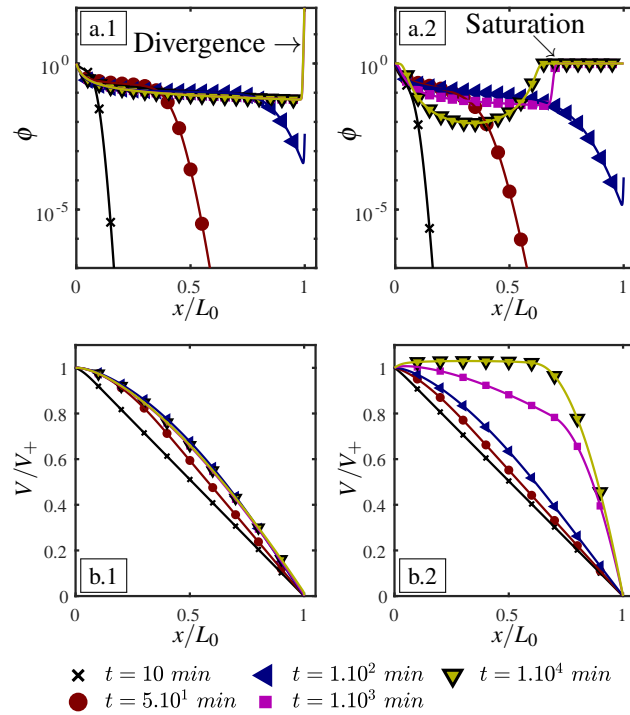 a.1
Divergence →
a.2
Saturation
10^0
10^-5
ϕ
0
0.5
1
x/L_0
10^0
10^-5
ϕ
0
0.5
1
x/L_0
b.1
1
0.8
0.6
0.4
0.2
0
V/V_+
0
0.5
1
x/L_0
b.2
1
0.8
0.6
0.4
0.2
0
V/V_+
0
0.5
1
x/L_0
t = 10 min
t = 1.10^2 min
t = 1.10^4 min
t = 5.10^1 min
t = 1.10^3 min